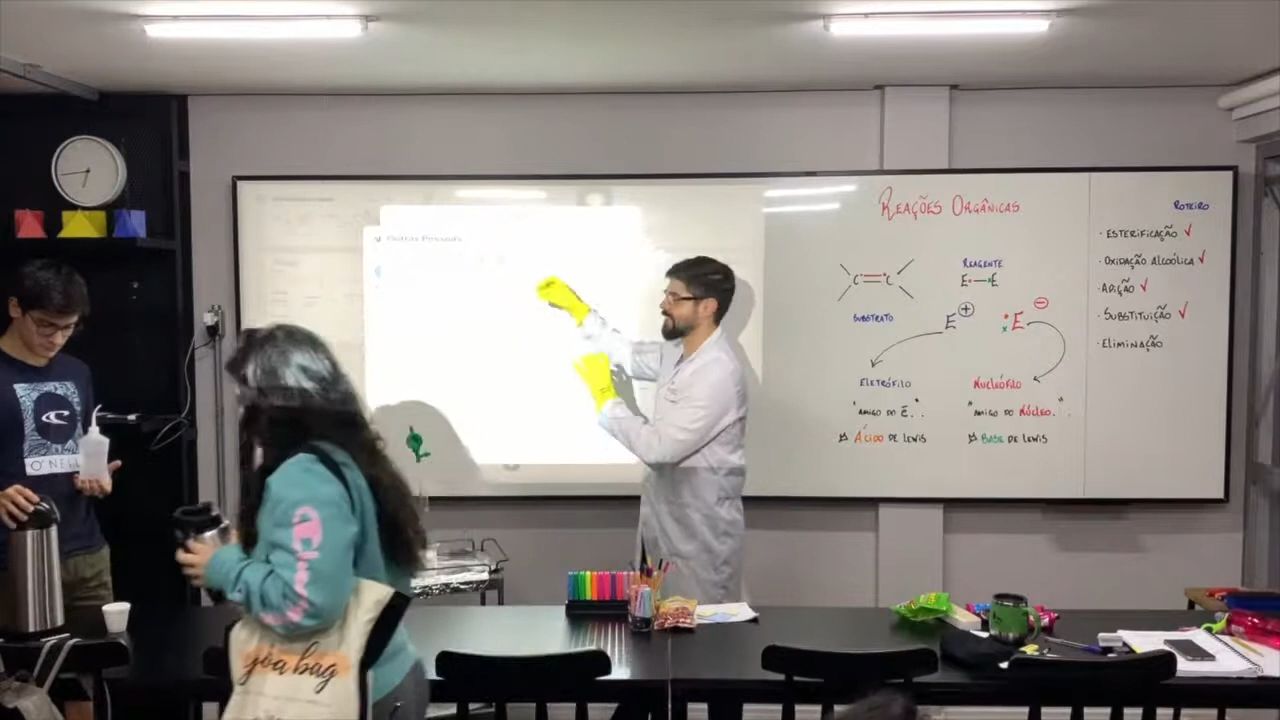 REAÇÕES ORGÂNICAS
C = C
SUBSTRATO
REAGENTE
E — E
E +
E −
ELETRÓFILO
"AMIGO DO E⁻".
ÁCIDO DE LEWIS
NUCLEÓFILO
"AMIGO DO NÚCLEO."
BASE DE LEWIS
ROTEIRO
· ESTERIFICAÇÃO ✓
· OXIDAÇÃO ALCOÓLICA ✓
· ADIÇÃO ✓
· SUBSTITUIÇÃO ✓
· ELIMINAÇÃO
O'NEILL
Champion
bag